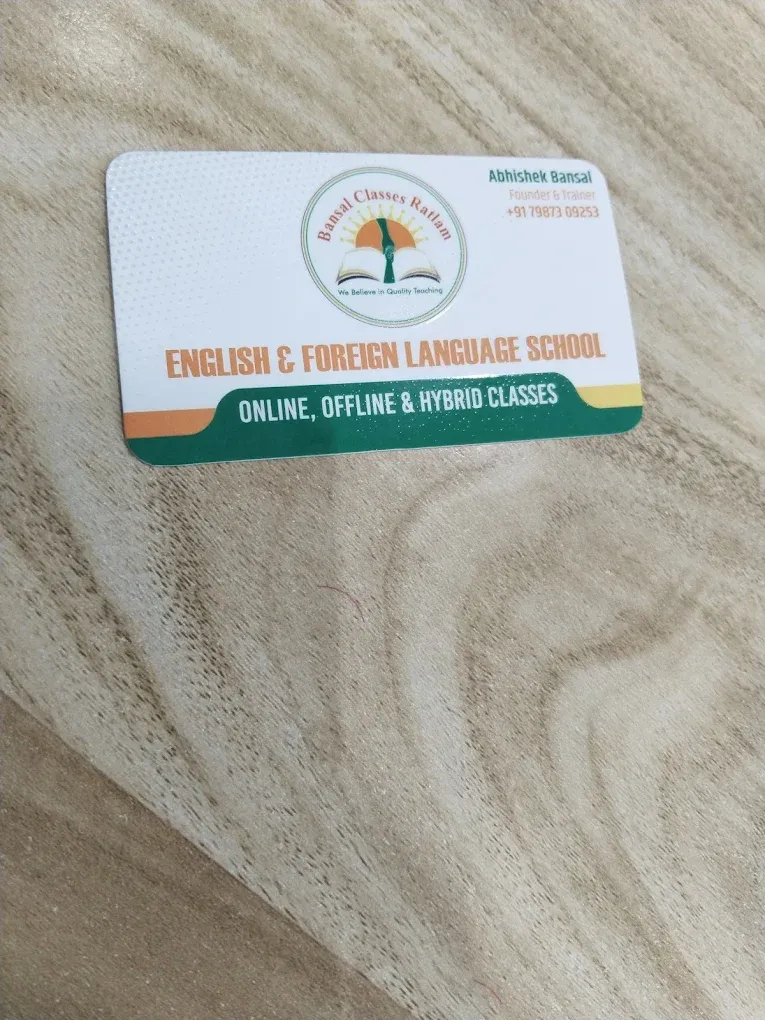 Bansal Classes Ratlam
We Believe in Quality Teaching
Abhishek Bansal
Founder & Trainer
+91 79873 09253
ENGLISH & FOREIGN LANGUAGE SCHOOL
ONLINE, OFFLINE & HYBRID CLASSES